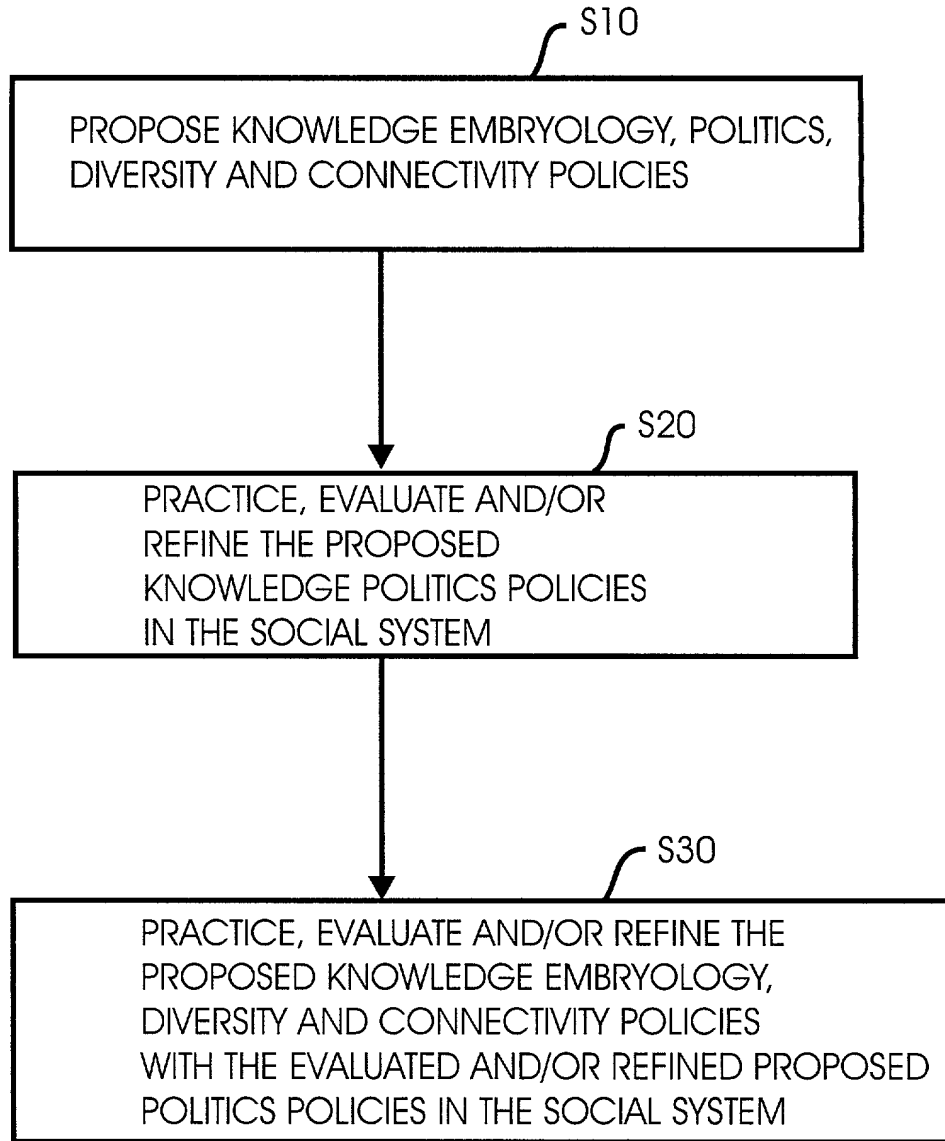 S10
PROPOSE KNOWLEDGE EMBRYOLOGY, POLITICS,
DIVERSITY AND CONNECTIVITY POLICIES
S20
PRACTICE, EVALUATE AND/OR
REFINE THE PROPOSED
KNOWLEDGE POLITICS POLICIES
IN THE SOCIAL SYSTEM
S30
PRACTICE, EVALUATE AND/OR REFINE THE
PROPOSED KNOWLEDGE EMBRYOLOGY,
DIVERSITY AND CONNECTIVITY POLICIES
WITH THE EVALUATED AND/OR REFINED PROPOSED
POLITICS POLICIES IN THE SOCIAL SYSTEM